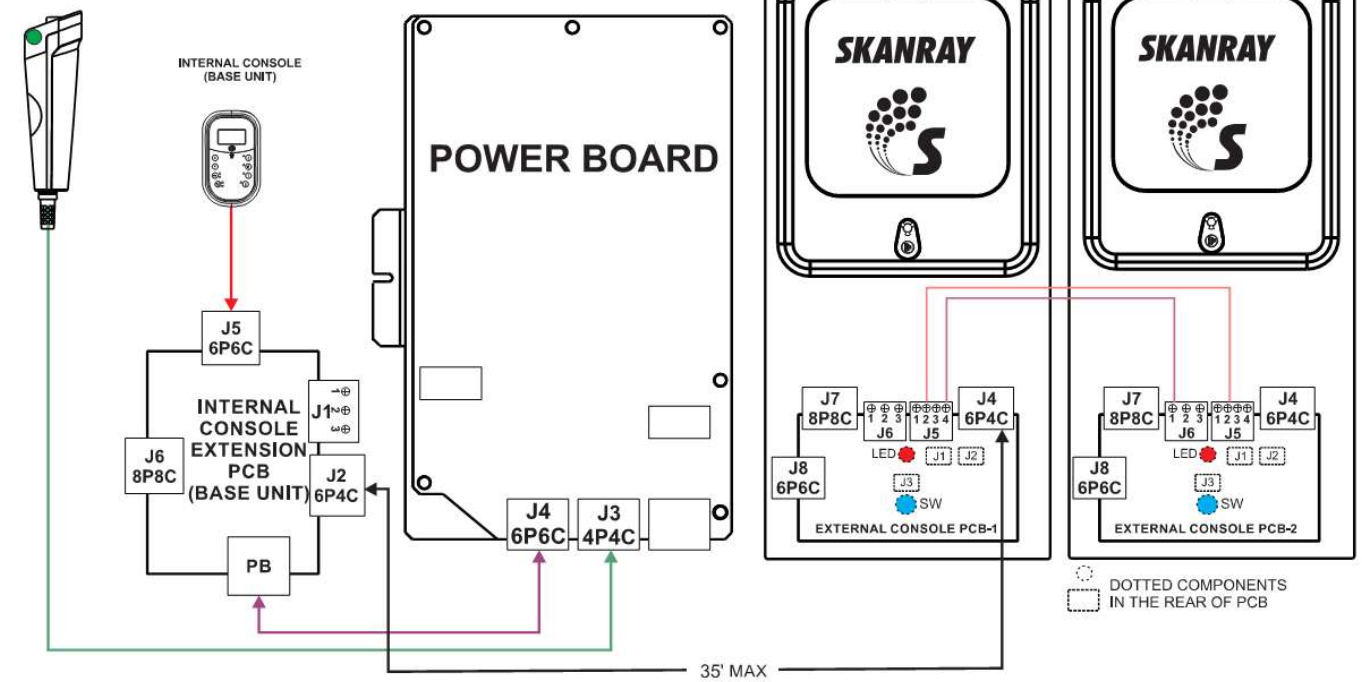 INTERNAL CONSOLE
(BASE UNIT)
POWER BOARD
SKANRAY
S
SKANRAY
S
J5
6P6C
INTERNAL
CONSOLE
EXTENSION
PCB
(BASE UNIT)
J1
1
2
3
J6
8P8C
J2
6P4C
PB
J4
6P6C
J3
4P4C
J7
8P8C
1 2 3
J6
1 2 3 4
J5
J4
6P4C
LED
J1
J2
J8
6P6C
J3
SW
EXTERNAL CONSOLE PCB-1
J7
8P8C
1 2 3
J6
1 2 3 4
J5
J4
6P4C
LED
J1
J2
J8
6P6C
J3
SW
EXTERNAL CONSOLE PCB-2
DOTTED COMPONENTS
IN THE REAR OF PCB
35' MAX